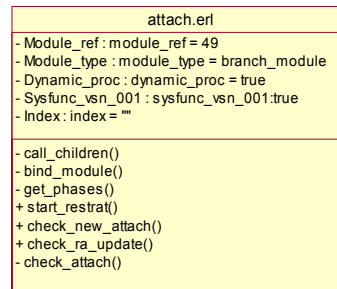 attach.erl
- Module_ref : module_ref = 49
- Module_type : module_type = branch_module
- Dynamic_proc : dynamic_proc = true
- Sysfunc_vsn_001 : sysfunc_vsn_001:true
- Index : index = ""
- call_children()
- bind_module()
- get_phases()
+ start_restrat()
+ check_new_attach()
+ check_ra_update()
- check_attach()